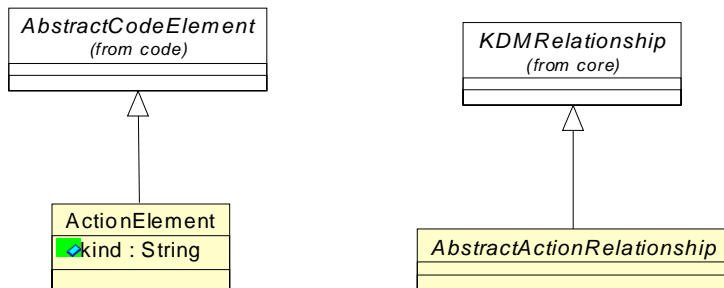 AbstractCodeElement
(from code)
KDMRelationship
(from core)
ActionElement
kind : String
AbstractActionRelationship